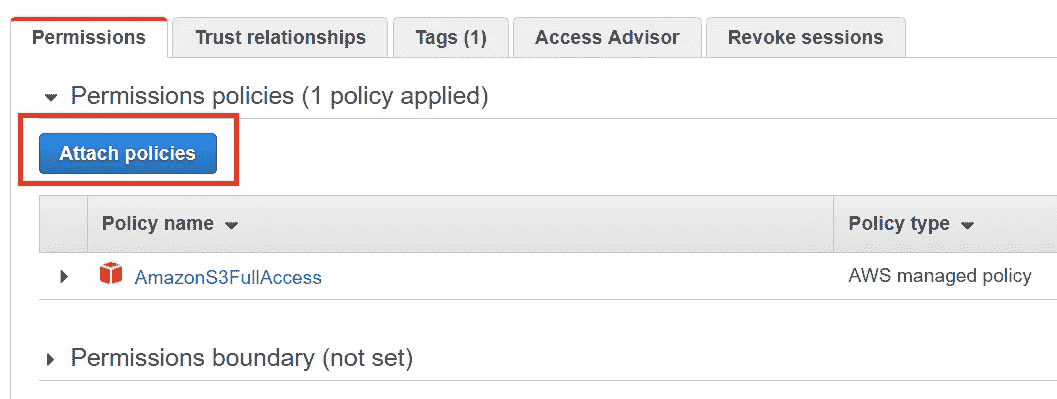 Permissions Trust relationships Tags (1) Access Advisor Revoke sessions
Permissions policies (1 policy applied)
Attach policies
Policy name Policy type
AmazonS3FullAccess AWS managed policy
Permissions boundary (not set)